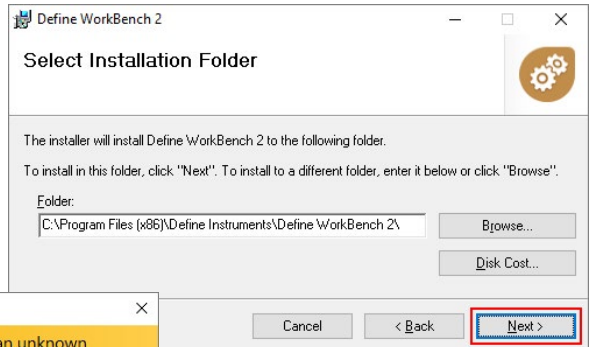 Define WorkBench 2
Select Installation Folder
The installer will install Define WorkBench 2 to the following folder.
To install in this folder, click "Next". To install to a different folder, enter it below or click "Browse".
Folder:
C:\Program Files (x86)\Define Instruments\Define WorkBench 2\
Browse...
Disk Cost...
Cancel
< Back
Next >
an unknown